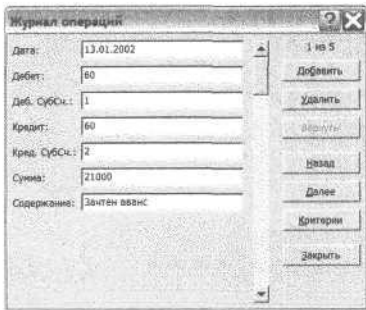 Журнал операций
Дата: 13.01.2002
1 из 5
Дебет: 60
Добавить
Деб. СубСч.: 1
Удалить
Кредит: 60
Вернуть
Кред. СубСч.: 2
Назад
Сумма: 21000
Далее
Содержание: Зачтен аванс
Критерии
Закрыть